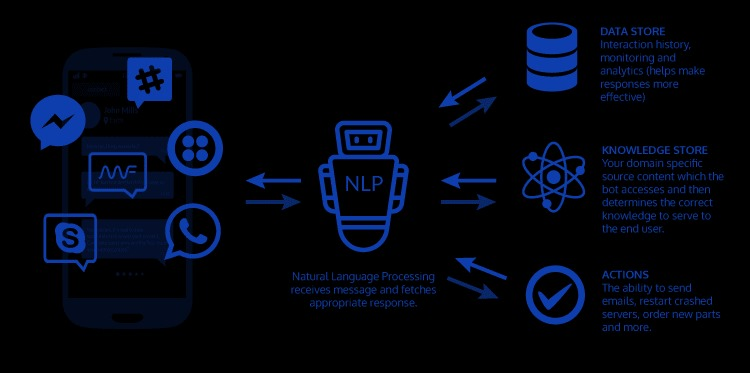 DATA STORE
Interaction history,
monitoring and
analytics (helps make
responses more
effective)
NLP
KNOWLEDGE STORE
Your domain specific
source content which the
bot accesses and then
determines the correct
knowledge to serve to
the end user.
Natural Language Processing
receives message and fetches
appropriate response.
ACTIONS
The ability to send
emails, restart crashed
servers, order new parts
and more.